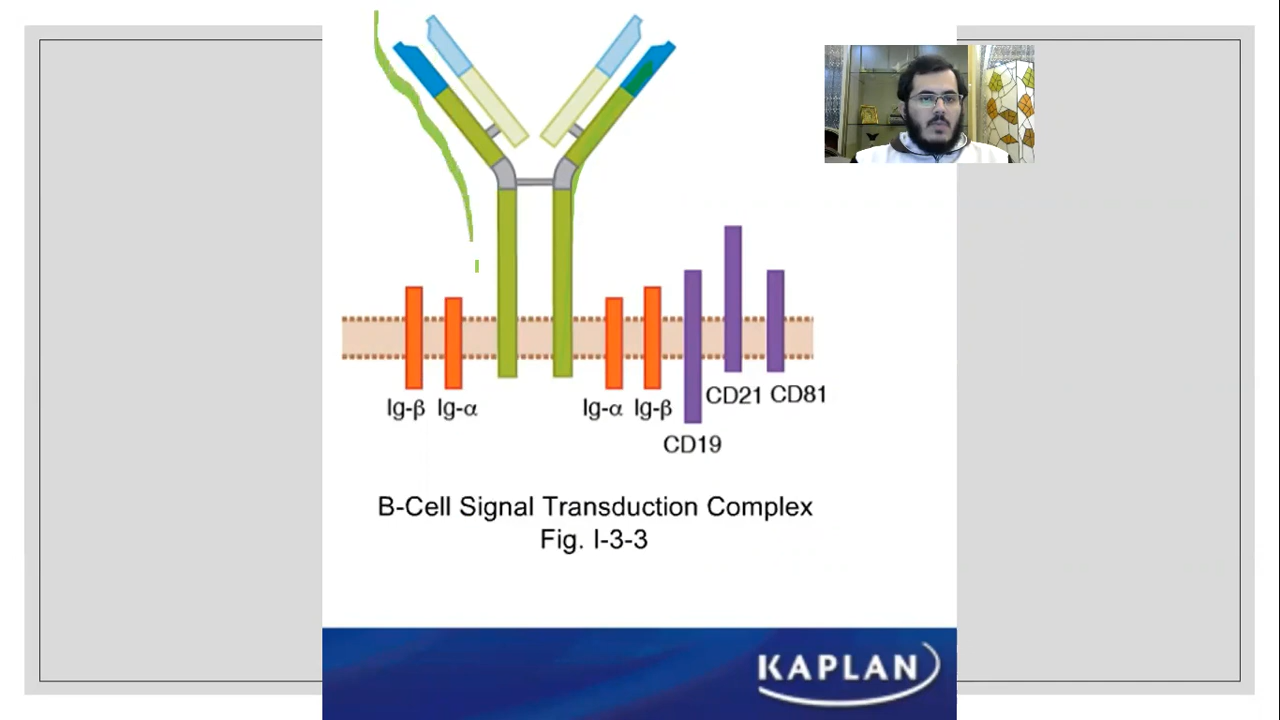 Ig-β Ig-α
Ig-α Ig-β
CD21 CD81
CD19
B-Cell Signal Transduction Complex
Fig. I-3-3
KAPLAN